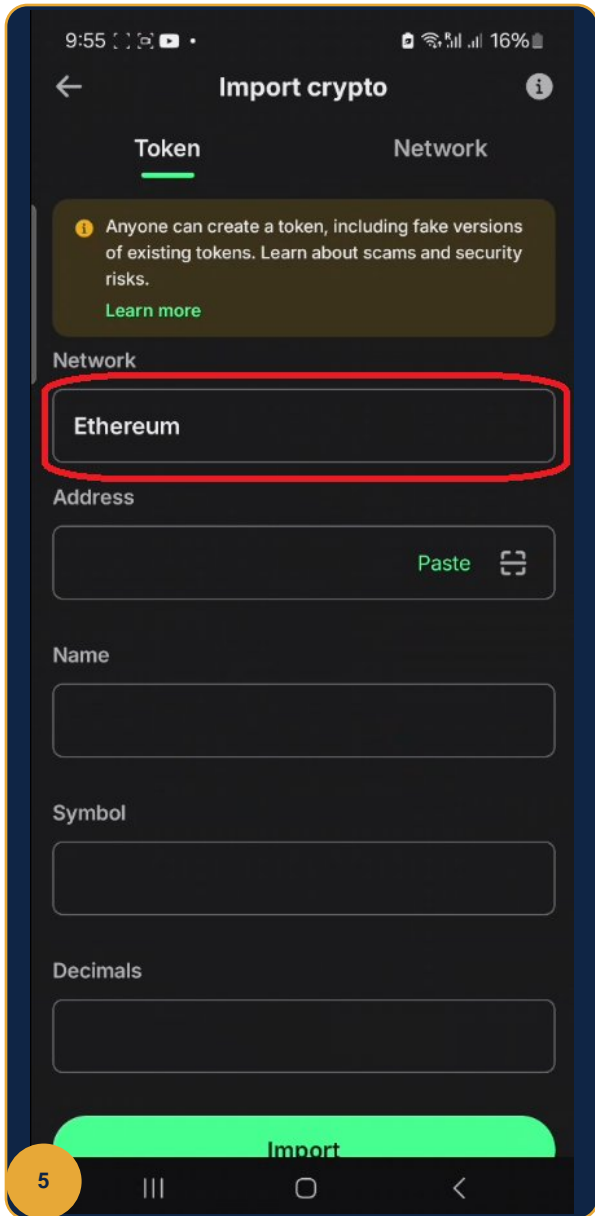 9:55 16%
Import crypto
Token Network
Anyone can create a token, including fake versions
of existing tokens. Learn about scams and security
risks.
Learn more
Network
Ethereum
Address
Paste
Name
Symbol
Decimals
Import
5